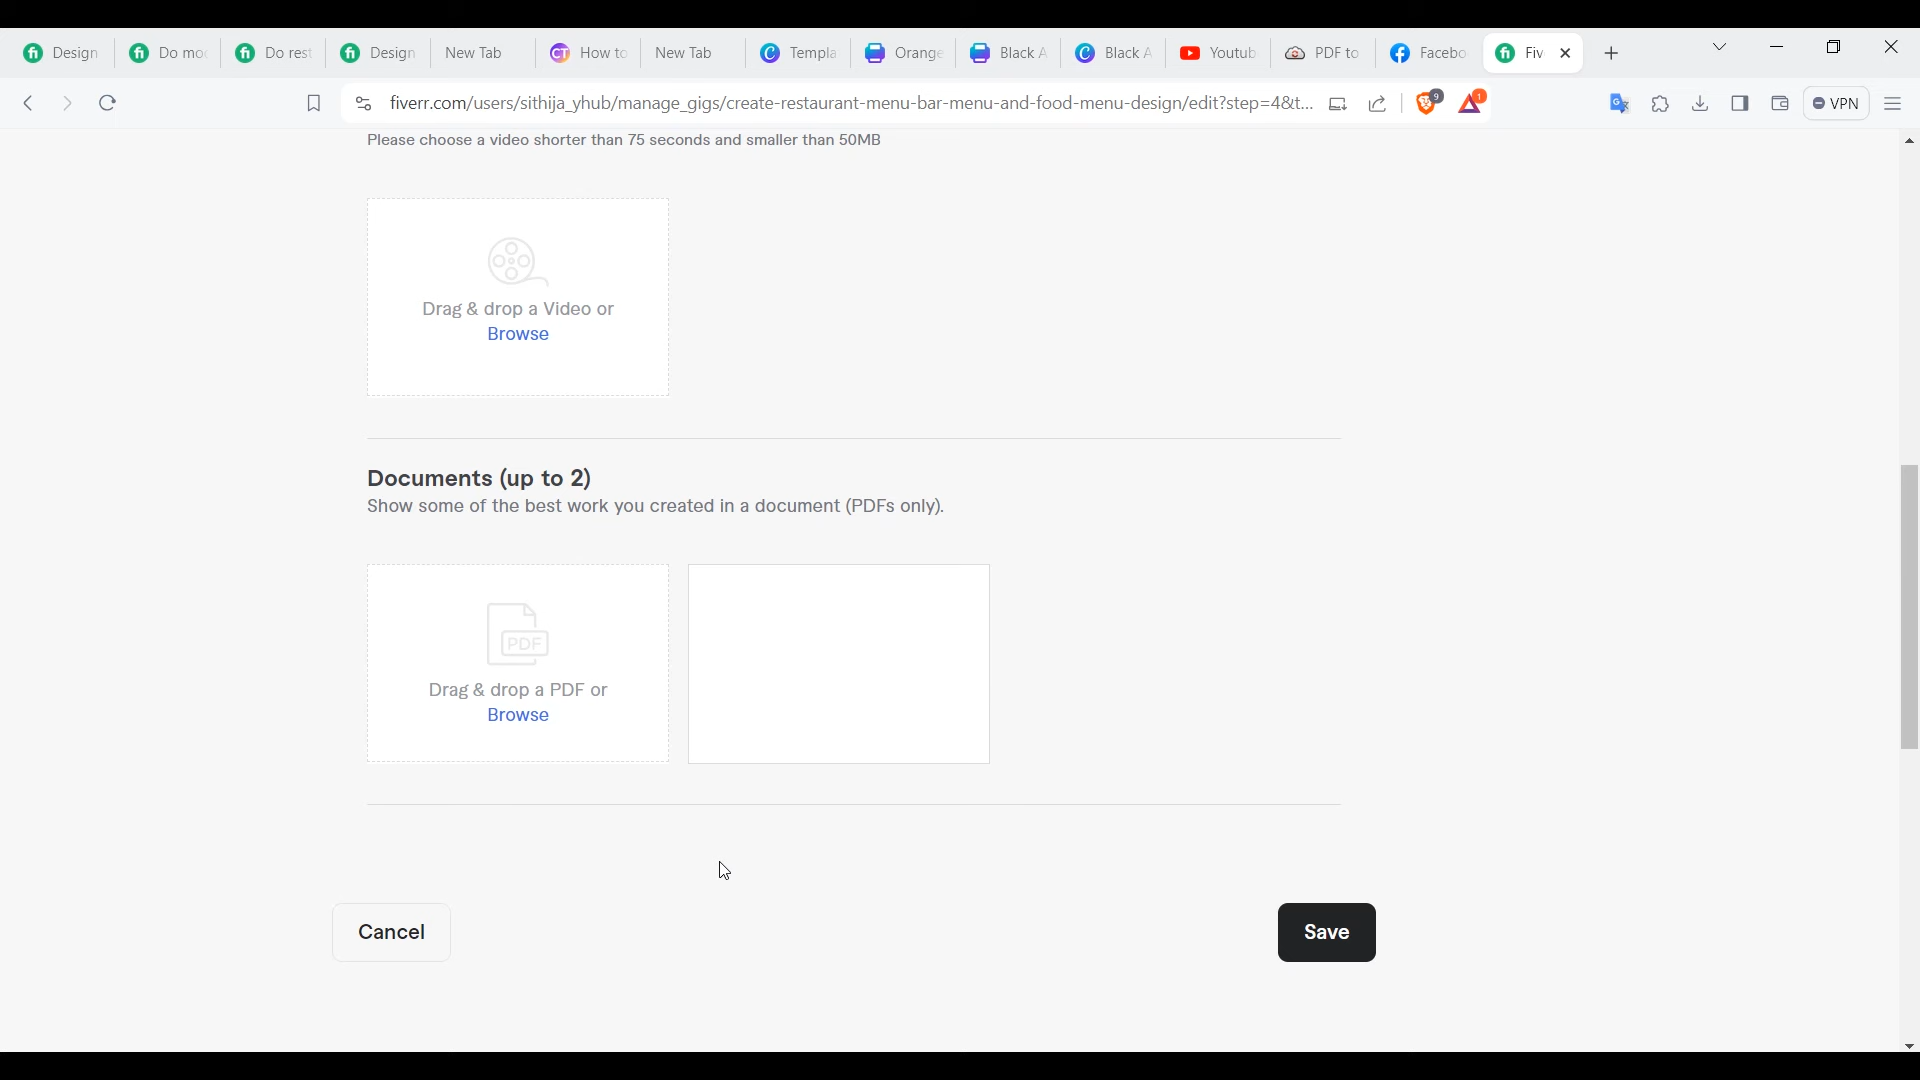 Design
Do moc
Do rest
Design
New Tab
How to
New Tab
Templa
Orange
Black A
Black A
Youtub
PDF to
Facebo
Fiv
fiverr.com/users/sithija_yhub/manage_gigs/create-restaurant-menu-bar-menu-and-food-menu-design/edit?step=4&t...
9
1
VPN
Please choose a video shorter than 75 seconds and smaller than 50MB
Drag & drop a Video or
Browse
Documents (up to 2)
Show some of the best work you created in a document (PDFs only).
PDF
Drag & drop a PDF or
Browse
Cancel
Save